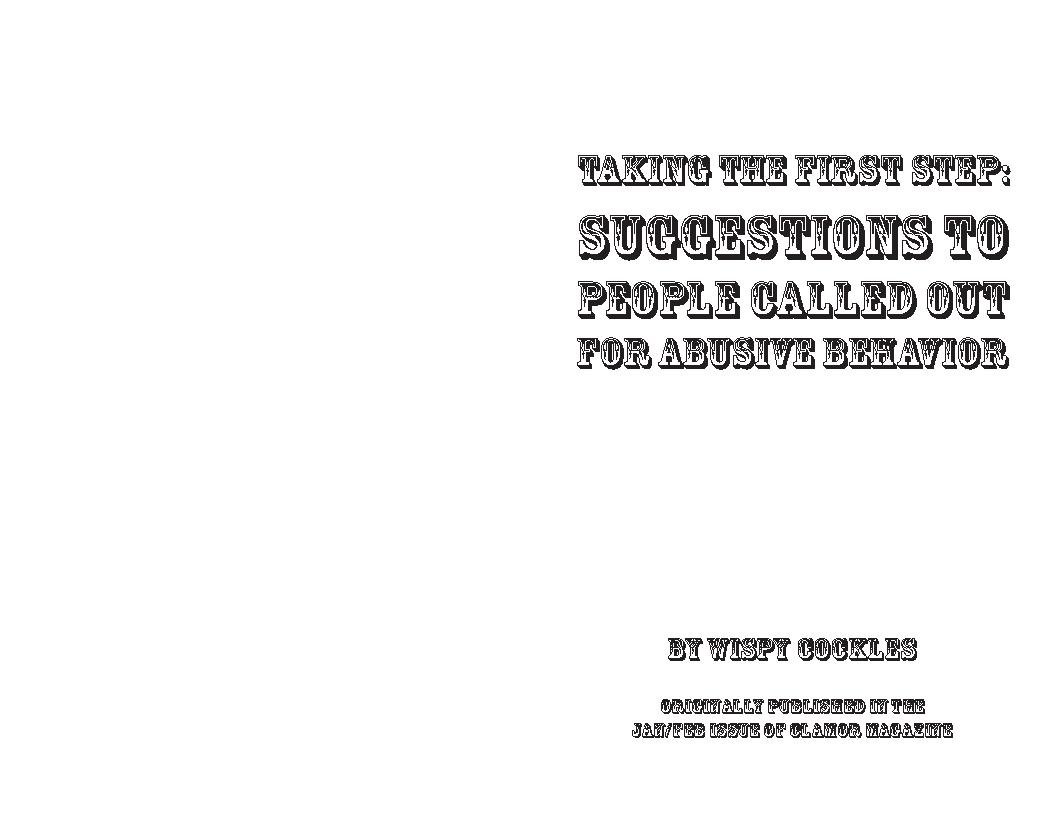 TAKING THE FIRST STEP:
SUGGESTIONS TO
PEOPLE CALLED OUT
FOR ABUSIVE BEHAVIOR
BY WISPY COCKLES
ORIGINALLY PUBLISHED IN THE
JAN/FEB ISSUE OF CLAMOR MAGAZINE